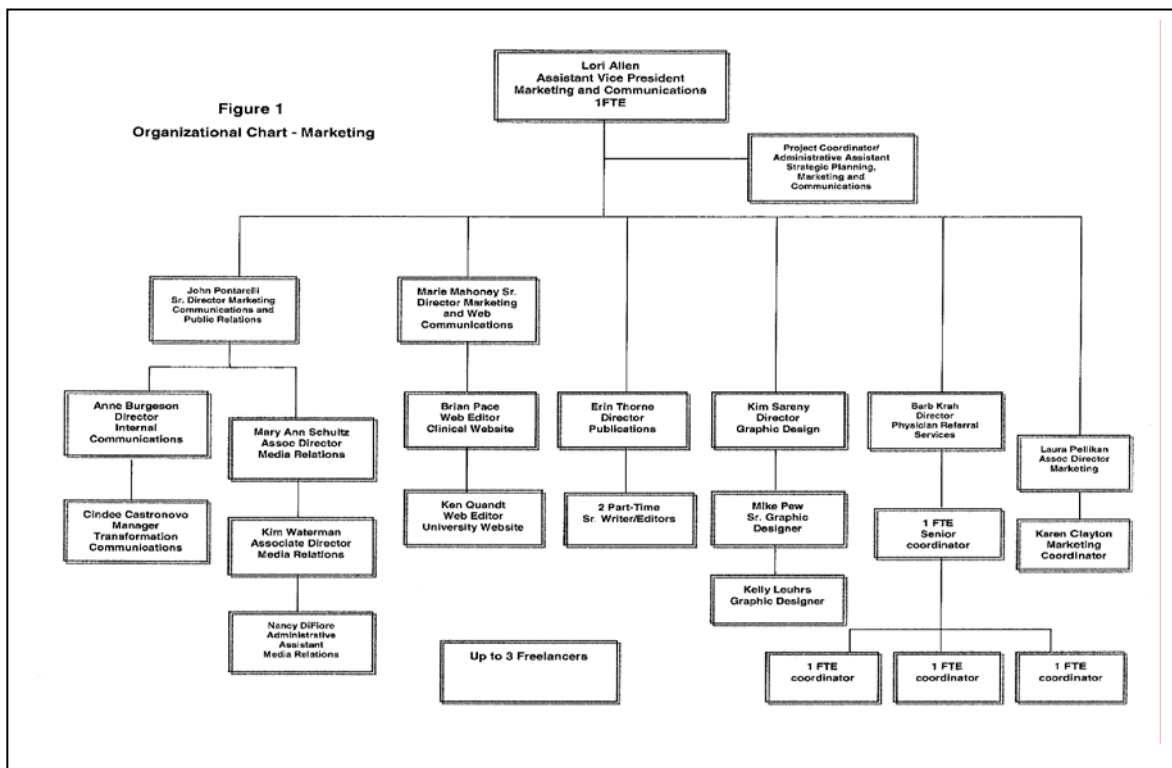 Lori Allen
Assistant Vice President
Marketing and Communications
1FTE
Figure 1
Organizational Chart - Marketing
Project Coordinator/
Administrative Assistant
Strategic Planning,
Marketing and
Communications
John Pontarelli
Sr. Director Marketing
Communications and
Public Relations
Marie Mahoney Sr.
Director Marketing
and Web
Communications
Anne Burgeson
Director
Internal
Communications
Mary Ann Schultz
Assoc Director
Media Relations
Brian Pace
Web Editor
Clinical Website
Erin Thorne
Director
Publications
Kim Sareny
Director
Graphic Design
Barb Krah
Director
Physician Referral
Services
Laura Pellikan
Assoc Director
Marketing
Cindee Castronovo
Manager
Transformation
Communications
Kim Waterman
Associate Director
Media Relations
Ken Quandt
Web Editor
University Website
2 Part-Time
Sr. Writer/Editors
Mike Pew
Sr. Graphic
Designer
1 FTE
Senior
coordinator
Karen Clayton
Marketing
Coordinator
Kelly Leuhrs
Graphic Designer
Nancy DiFiore
Administrative
Assistant
Media Relations
Up to 3 Freelancers
1 FTE
coordinator
1 FTE
coordinator
1 FTE
coordinator